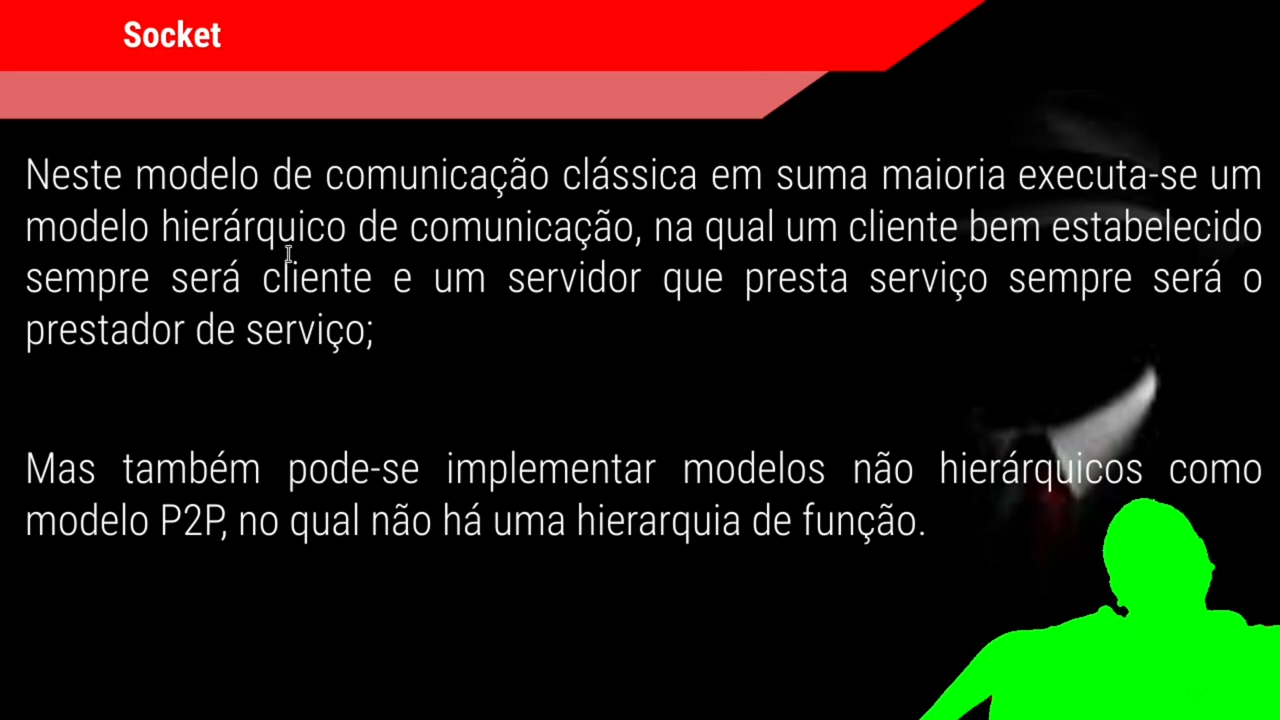 Socket
Neste modelo de comunicação clássica em suma maioria executa-se um
modelo hierárquico de comunicação, na qual um cliente bem estabelecido
sempre será cliente e um servidor que presta serviço sempre será o
prestador de serviço;
Mas também pode-se implementar modelos não hierárquicos como
modelo P2P, no qual não há uma hierarquia de função.